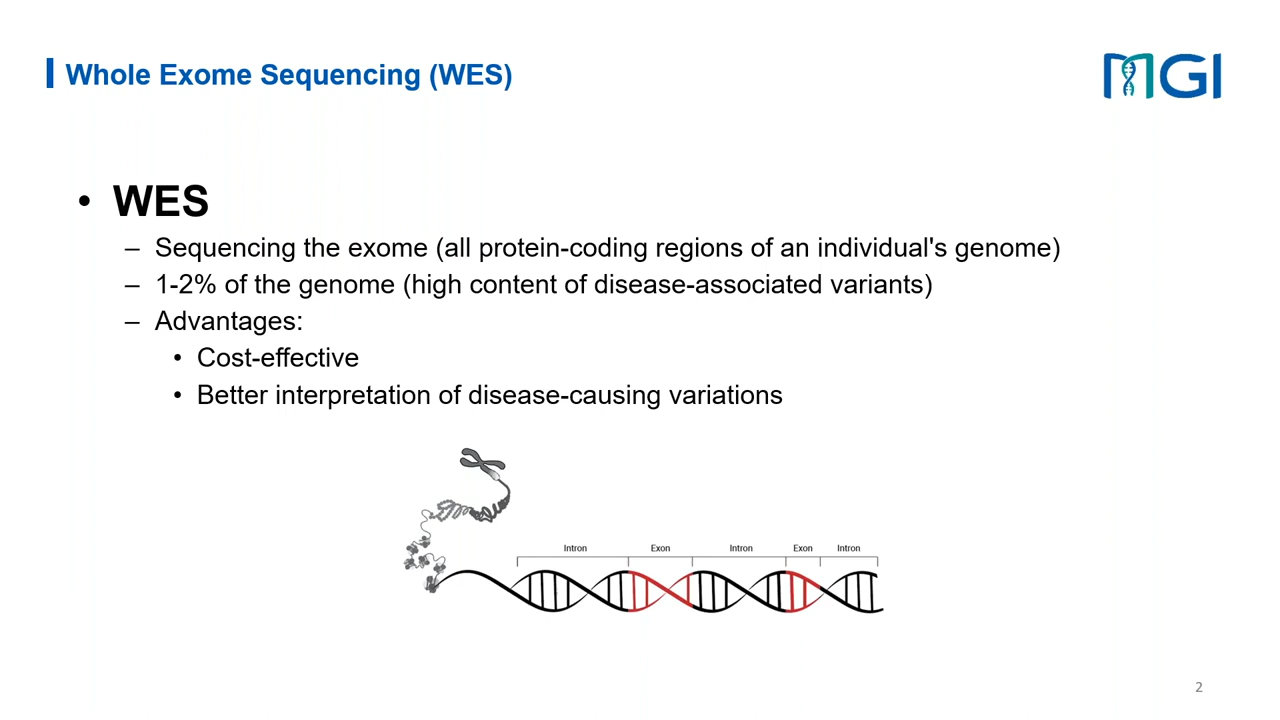 Whole Exome Sequencing (WES)
MGI
• WES
– Sequencing the exome (all protein-coding regions of an individual's genome)
– 1-2% of the genome (high content of disease-associated variants)
– Advantages:
• Cost-effective
• Better interpretation of disease-causing variations
Intron Exon Intron Exon Intron
2